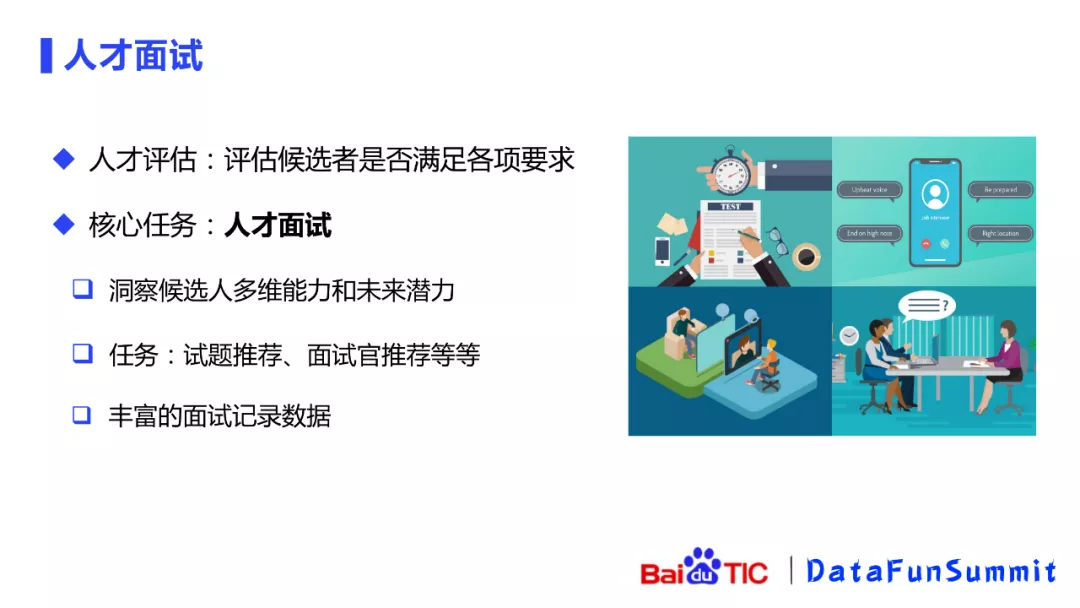 人才面试
人才评估：评估候选者是否满足各项要求
核心任务：人才面试
洞察候选人多维能力和未来潜力
任务：试题推荐、面试官推荐等等
丰富的面试记录数据
TEST
Upbeat voice
Be prepared
job interview
End on high note
Right location
?
Bai du TIC
DataFunSummit